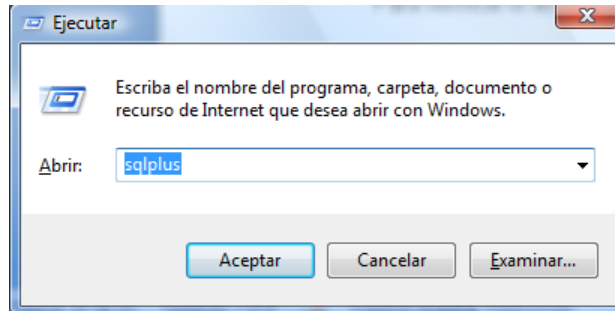 Ejecutar
Escriba el nombre del programa, carpeta, documento o
recurso de Internet que desea abrir con Windows.
Abrir:
sqlplus
Aceptar
Cancelar
Examinar...